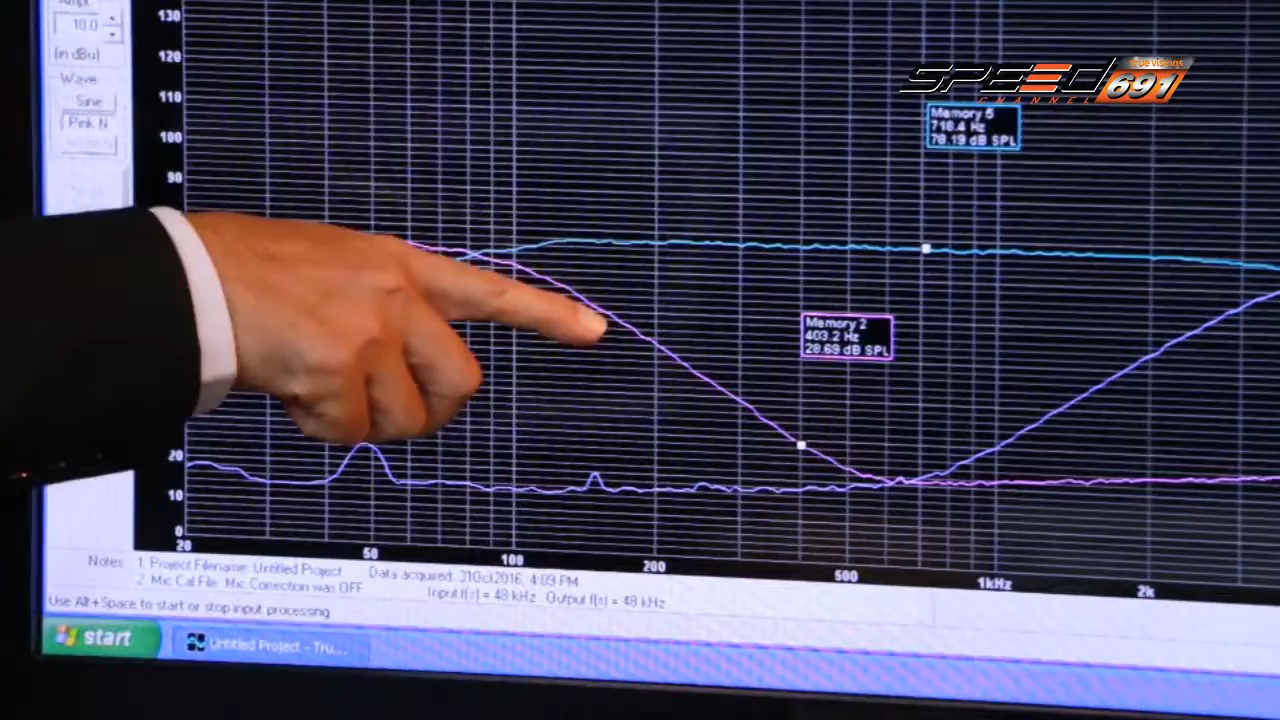 10.0
(in dBu)
Wave
Sine
Pink N
130
120
110
100
90
20
10
0
20
50
100
200
500
1kHz
2k
SPEED
CHANNEL
true visions
691
Memory 5
718.4 Hz
78.19 dB SPL
Memory 2
403.2 Hz
28.69 dB SPL
Notes: 1. Project Filename: Untitled Project Data acquired: 31Oct2016, 4:09 PM
2. Mic Cal File: Mic Correction was OFF Input f[s] = 48 kHz Output f[s] = 48 kHz
Use Alt+Space to start or stop input processing
start
Untitled Project - Tru...